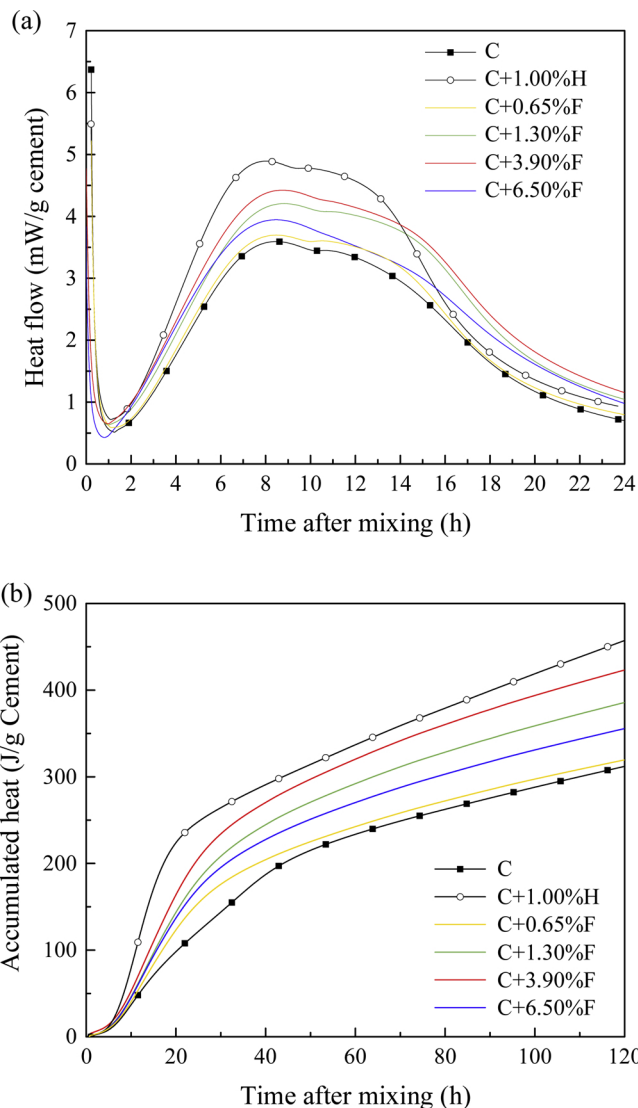 (a)
Heat flow (mW/g cement)
7
6
5
4
3
2
1
0
C
C+1.00%H
C+0.65%F
C+1.30%F
C+3.90%F
C+6.50%F
0 2 4 6 8 10 12 14 16 18 20 22 24
Time after mixing (h)
(b)
Accumulated heat (J/g Cement)
500
400
300
200
100
0
C
C+1.00%H
C+0.65%F
C+1.30%F
C+3.90%F
C+6.50%F
0 20 40 60 80 100 120
Time after mixing (h)